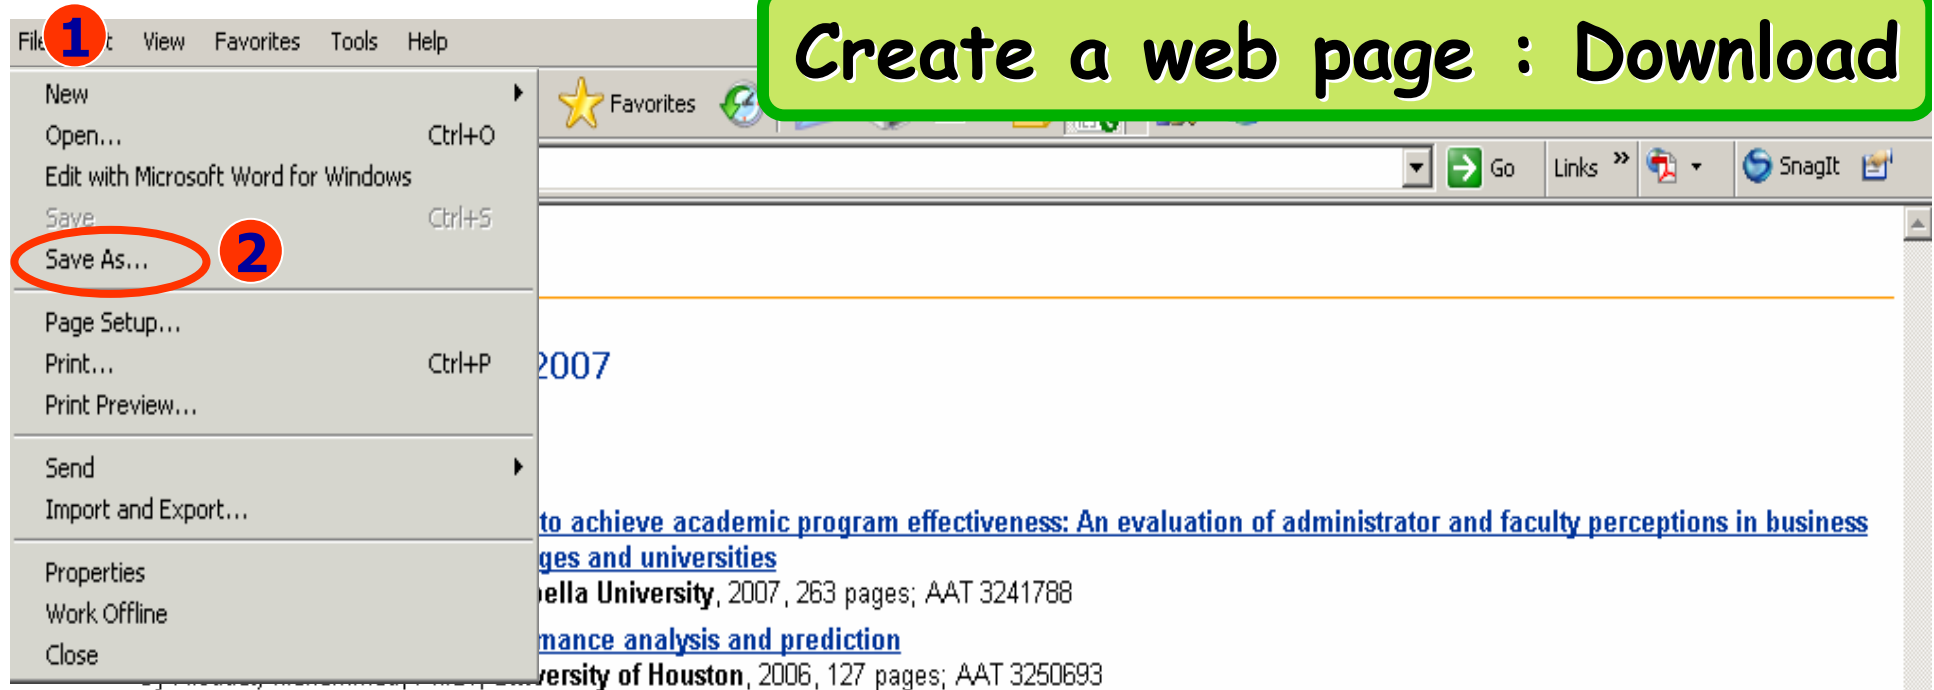 Create a web page : Download
File 1 t View Favorites Tools Help
New
Open... Ctrl+O
Edit with Microsoft Word for Windows
Save Ctrl+S
Save As... 2
Page Setup...
Print... Ctrl+P
Print Preview...
Send
Import and Export...
Properties
Work Offline
Close
Favorites
Go Links » SnagIt
2007
to achieve academic program effectiveness: An evaluation of administrator and faculty perceptions in business
ges and universities
ella University, 2007, 263 pages; AAT 3241788
mance analysis and prediction
versity of Houston, 2006, 127 pages; AAT 3250693